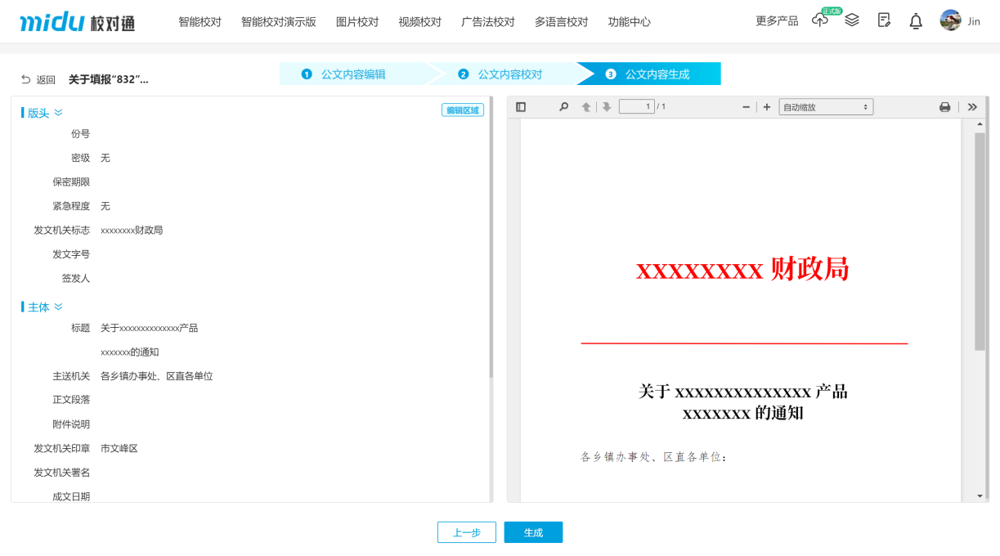 midu 校对通 智能校对 智能校对演示版 图片校对 视频校对 广告法校对 多语言校对 功能中心 更多产品 正式版 Jin
返回 关于填报“832”... 1 公文内容编辑 2 公文内容校对 3 公文内容生成
版头 编辑区域
份号
密级 无
保密期限
紧急程度 无
发文机关标志 xxxxxxxx财政局
发文字号
签发人
主体
标题 关于xxxxxxxxxxxxxx产品
xxxxxxx的通知
主送机关 各乡镇办事处、区直各单位
正文段落
附件说明
发文机关印章 市文峰区
发文机关署名
成文日期
1 / 1 自动缩放
xxxxxxxx 财政局
关于 xxxxxxxxxxxxxx 产品
xxxxxxx 的通知
各乡镇办事处、区直各单位：
上一步 生成